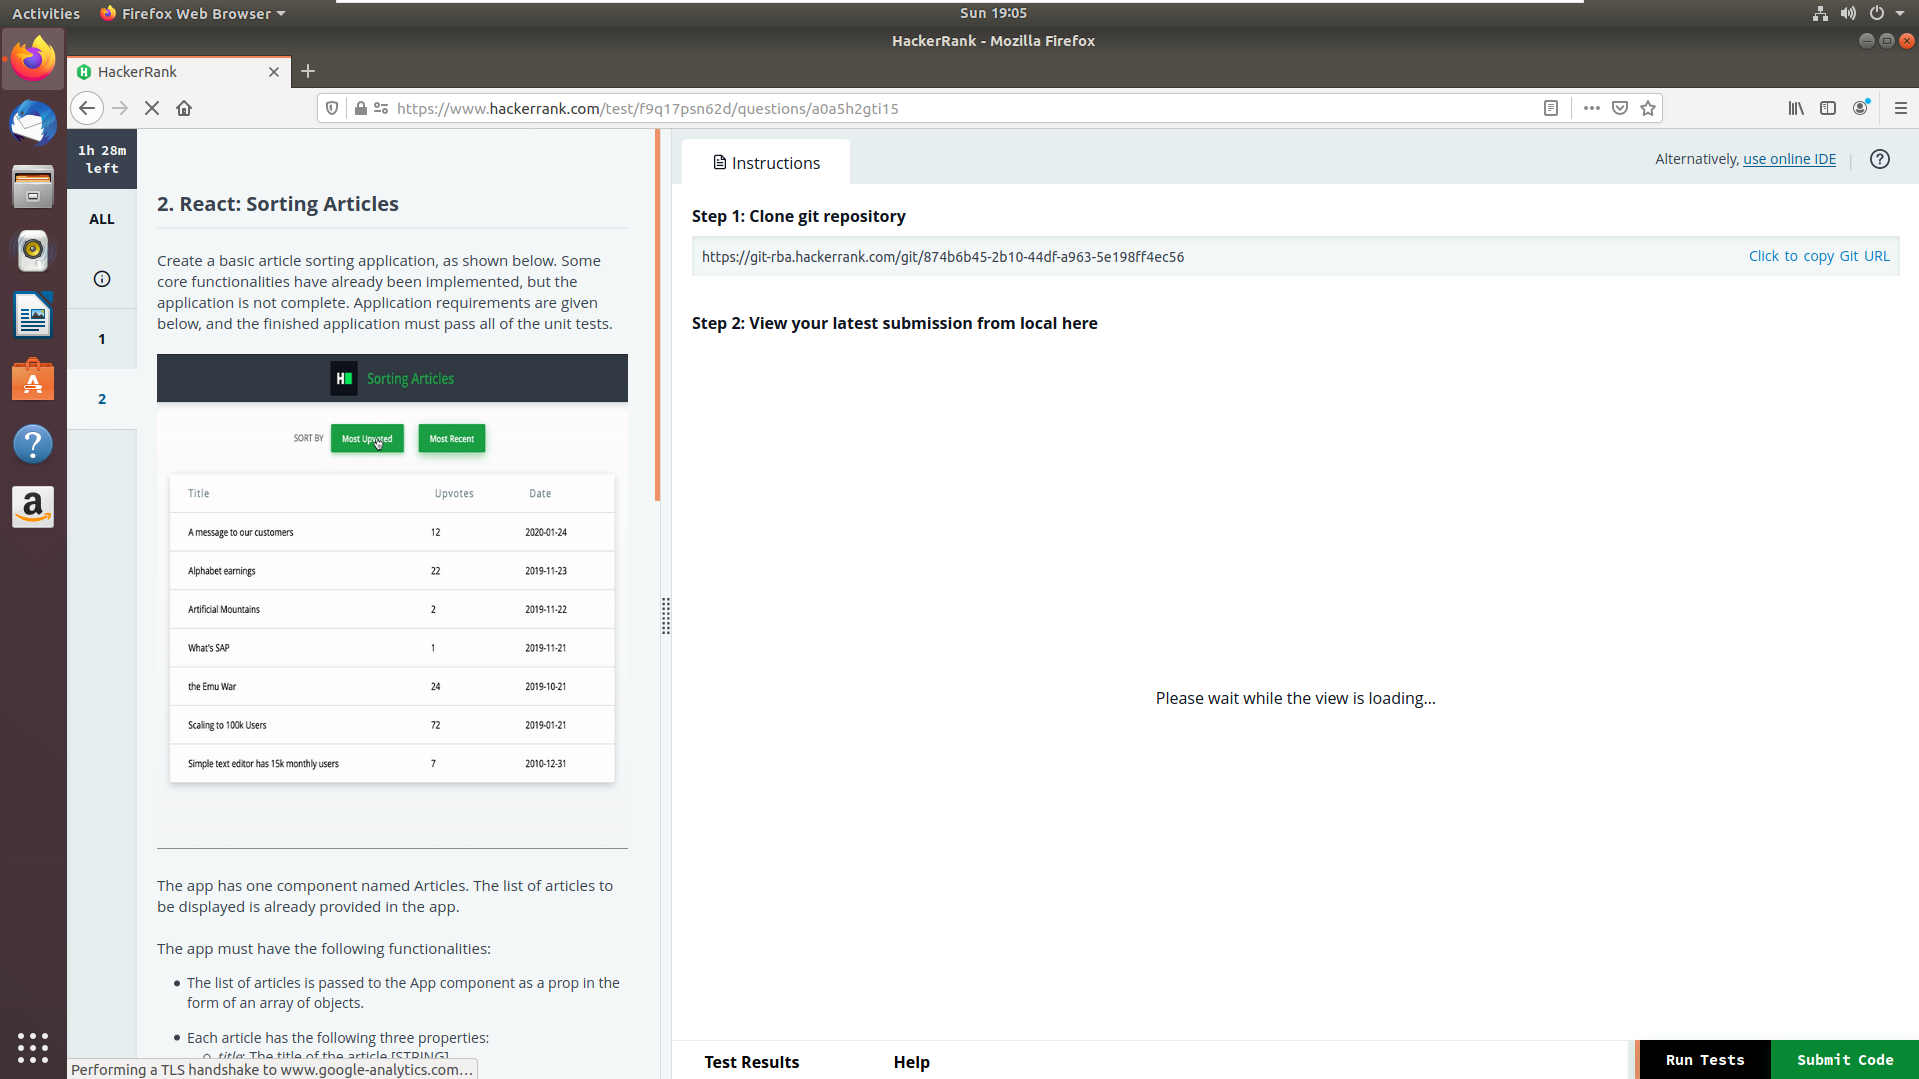 Activities
Firefox Web Browser
Sun 19:05
HackerRank - Mozilla Firefox
HackerRank
https://www.hackerrank.com/test/f9q17psn62d/questions/a0a5h2gti15
1h 28m
left
ALL
1
2
2. React: Sorting Articles
Create a basic article sorting application, as shown below. Some
core functionalities have already been implemented, but the
application is not complete. Application requirements are given
below, and the finished application must pass all of the unit tests.
H
Sorting Articles
SORT BY
Most Upvoted
Most Recent
Title Upvotes Date
A message to our customers 12 2020-01-24
Alphabet earnings 22 2019-11-23
Artificial Mountains 2 2019-11-22
What's SAP 1 2019-11-21
the Emu War 24 2019-10-21
Scaling to 100k Users 72 2019-01-21
Simple text editor has 15k monthly users 7 2010-12-31
The app has one component named Articles. The list of articles to
be displayed is already provided in the app.
The app must have the following functionalities:
The list of articles is passed to the App component as a prop in the
form of an array of objects.
Each article has the following three properties:
title: The title of the article [STRING]
Performing a TLS handshake to www.google-analytics.com…
Instructions
Alternatively, use online IDE
Step 1: Clone git repository
https://git-rba.hackerrank.com/git/874b6b45-2b10-44df-a963-5e198ff4ec56
Click to copy Git URL
Step 2: View your latest submission from local here
Please wait while the view is loading...
Test Results
Help
Run Tests
Submit Code